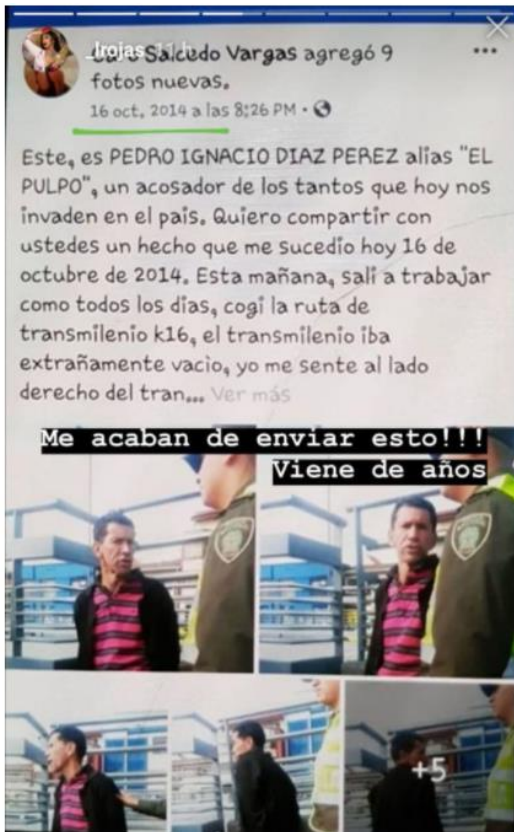 _lrojas 11 h
Salcedo Vargas agregó 9
fotos nuevas.
16 oct. 2014 a las 8:26 PM •
Este, es PEDRO IGNACIO DIAZ PEREZ alias "EL
PULPO", un acosador de los tantos que hoy nos
invaden en el pais. Quiero compartir con
ustedes un hecho que me sucedio hoy 16 de
octubre de 2014. Esta mañana, sali a trabajar
como todos los dias, cogi la ruta de
transmilenio k16, el transmilenio iba
extrañamente vacio, yo me sente al lado
derecho del tran... Ver más
Me acaban de enviar esto!!!
Viene de años
+5